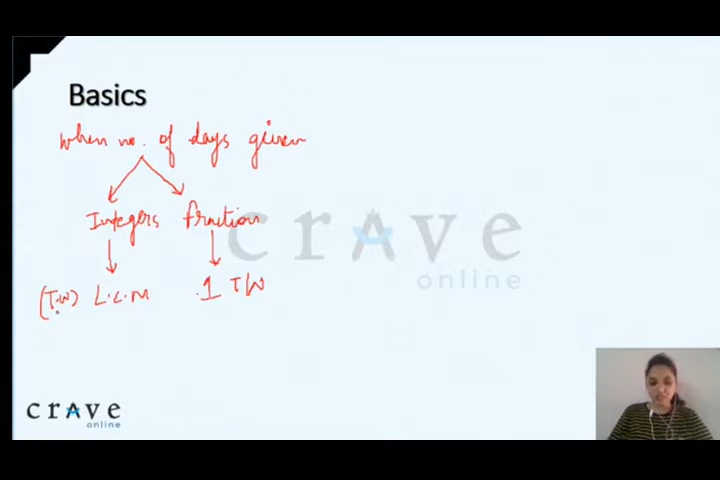 Basics
When no. of days given
Integers fraction
(T.W) L.C.M 1 TW
crave
online
crave
online